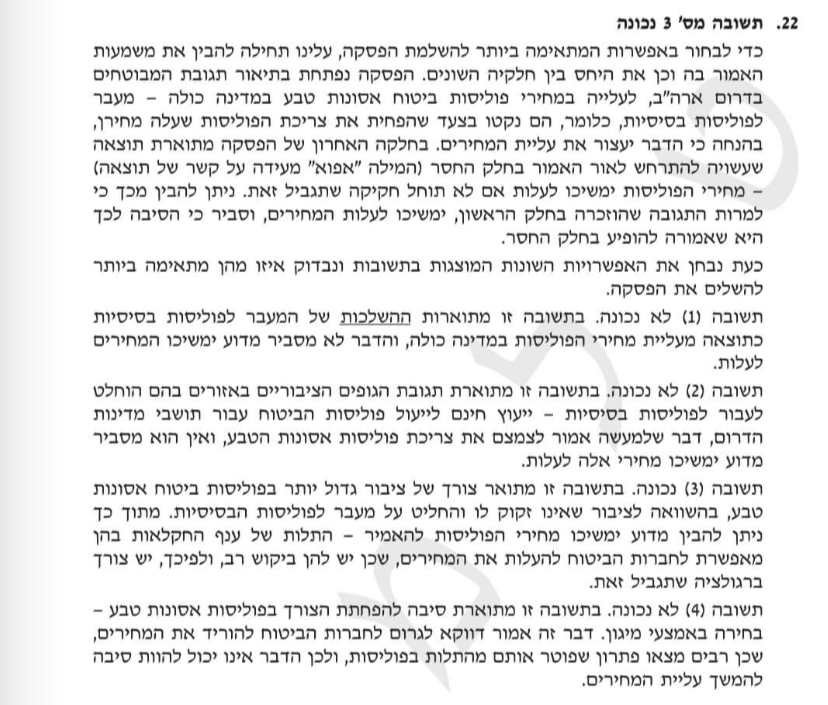 22. תשובה מס' 3 נכונה
כדי לבחור באפשרות המתאימה ביותר להשלמת הפסקה, עלינו תחילה להבין את משמעות
האמור בה וכן את היחס בין חלקיה השונים. הפסקה נפתחת בתיאור תגובת המבוטחים
בדרום ארה"ב, לעלייה במחירי פוליסות ביטוח אסונות טבע במדינה כולה – מעבר
לפוליסות בסיסיות, כלומר, הם נקטו בצעד שהפחית את צריכת הפוליסות שעלה מחירן,
בהנחה כי הדבר יעצור את עליית המחירים. בחלקה האחרון של הפסקה מתוארת תוצאה
שעשויה להתרחש לאור האמור בחלק החסר (המילה "אפוא" מעידה על קשר של תוצאה)
– מחירי הפוליסות ימשיכו לעלות אם לא תוחל חקיקה שתגביל זאת. ניתן להבין מכך כי
למרות התגובה שהוזכרה בחלק הראשון, ימשיכו לעלות המחירים, וסביר כי הסיבה לכך
היא שאמורה להופיע בחלק החסר.
כעת נבחן את האפשרויות השונות המוצגות בתשובות ונבדוק איזו מהן מתאימה ביותר
להשלים את הפסקה.
תשובה (1) לא נכונה. בתשובה זו מתוארות ההשלכות של המעבר לפוליסות בסיסיות
כתוצאה מעליית מחירי הפוליסות במדינה כולה, והדבר לא מסביר מדוע ימשיכו המחירים
לעלות.
תשובה (2) לא נכונה. בתשובה זו מתוארת תגובת הגופים הציבוריים באזורים בהם הוחלט
לעבור לפוליסות בסיסיות – ייעוץ חינם לייעול פוליסות הביטוח עבור תושבי מדינות
הדרום, דבר שלמעשה אמור לצמצם את צריכת פוליסות אסונות הטבע, ואין הוא מסביר
מדוע ימשיכו מחירי אלה לעלות.
תשובה (3) נכונה. בתשובה זו מתואר צורך של ציבור גדול יותר בפוליסות ביטוח אסונות
טבע, בהשוואה לציבור שאינו זקוק לו והחליט על מעבר לפוליסות הבסיסיות. מתוך כך
ניתן להבין מדוע ימשיכו מחירי הפוליסות להאמיר – התלות של ענף החקלאות בהן
מאפשרת לחברות הביטוח להעלות את המחירים, שכן יש להן ביקוש רב, ולפיכך, יש צורך
ברגולציה שתגביל זאת.
תשובה (4) לא נכונה. בתשובה זו מתוארת סיבה להפחתת הצורך בפוליסות אסונות טבע –
בחירה באמצעי מיגון. דבר זה אמור דווקא לגרום לחברות הביטוח להוריד את המחירים,
שכן רבים מצאו פתרון שפוטר אותם מהתלות בפוליסות, ולכן הדבר אינו יכול להוות סיבה
להמשך עליית המחירים.